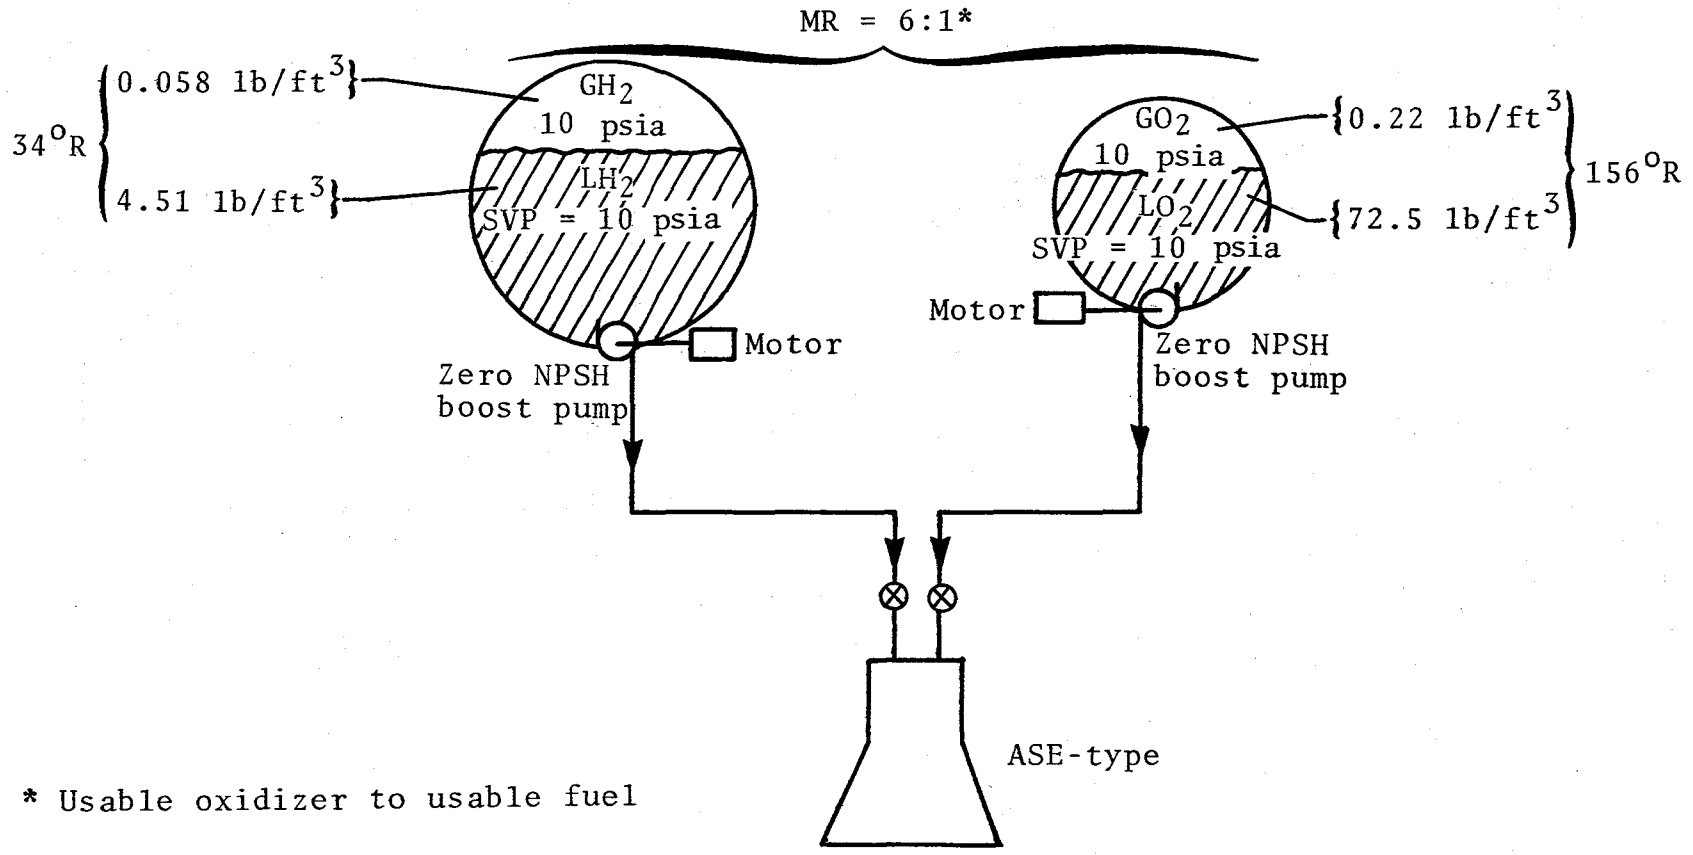 MR = 6:1*
0.058 lb/ft³}
34°R
4.51 lb/ft³}
GH₂
10 psia
LH₂
SVP = 10 psia
Motor
Zero NPSH
boost pump
GO₂
10 psia
LO₂
SVP = 10 psia
{0.22 lb/ft³
156°R
{72.5 lb/ft³
Motor
Zero NPSH
boost pump
ASE-type
* Usable oxidizer to usable fuel